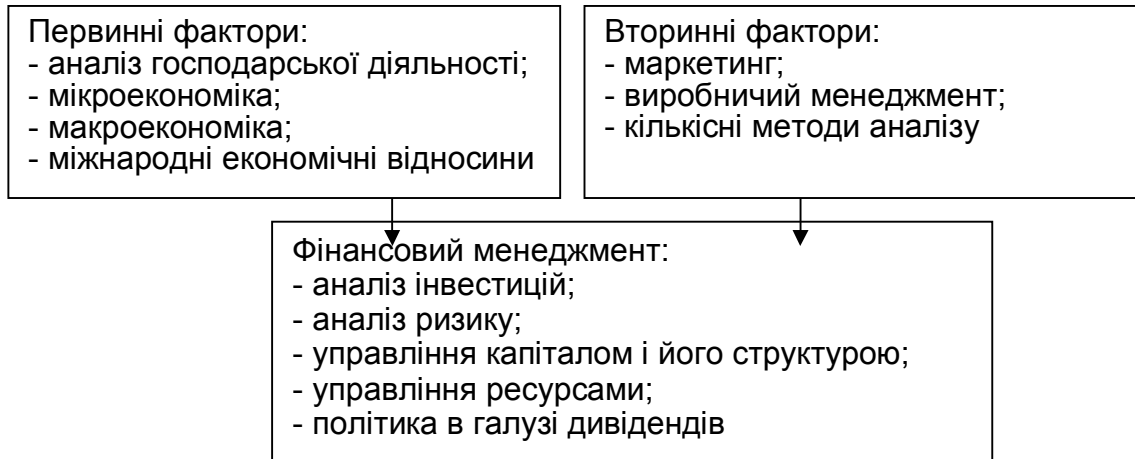 Первинні фактори:
- аналіз господарської діяльності;
- мікроекономіка;
- макроекономіка;
- міжнародні економічні відносини
Вторинні фактори:
- маркетинг;
- виробничий менеджмент;
- кількісні методи аналізу
Фінансовий менеджмент:
- аналіз інвестицій;
- аналіз ризику;
- управління капіталом і його структурою;
- управління ресурсами;
- політика в галузі дивідендів